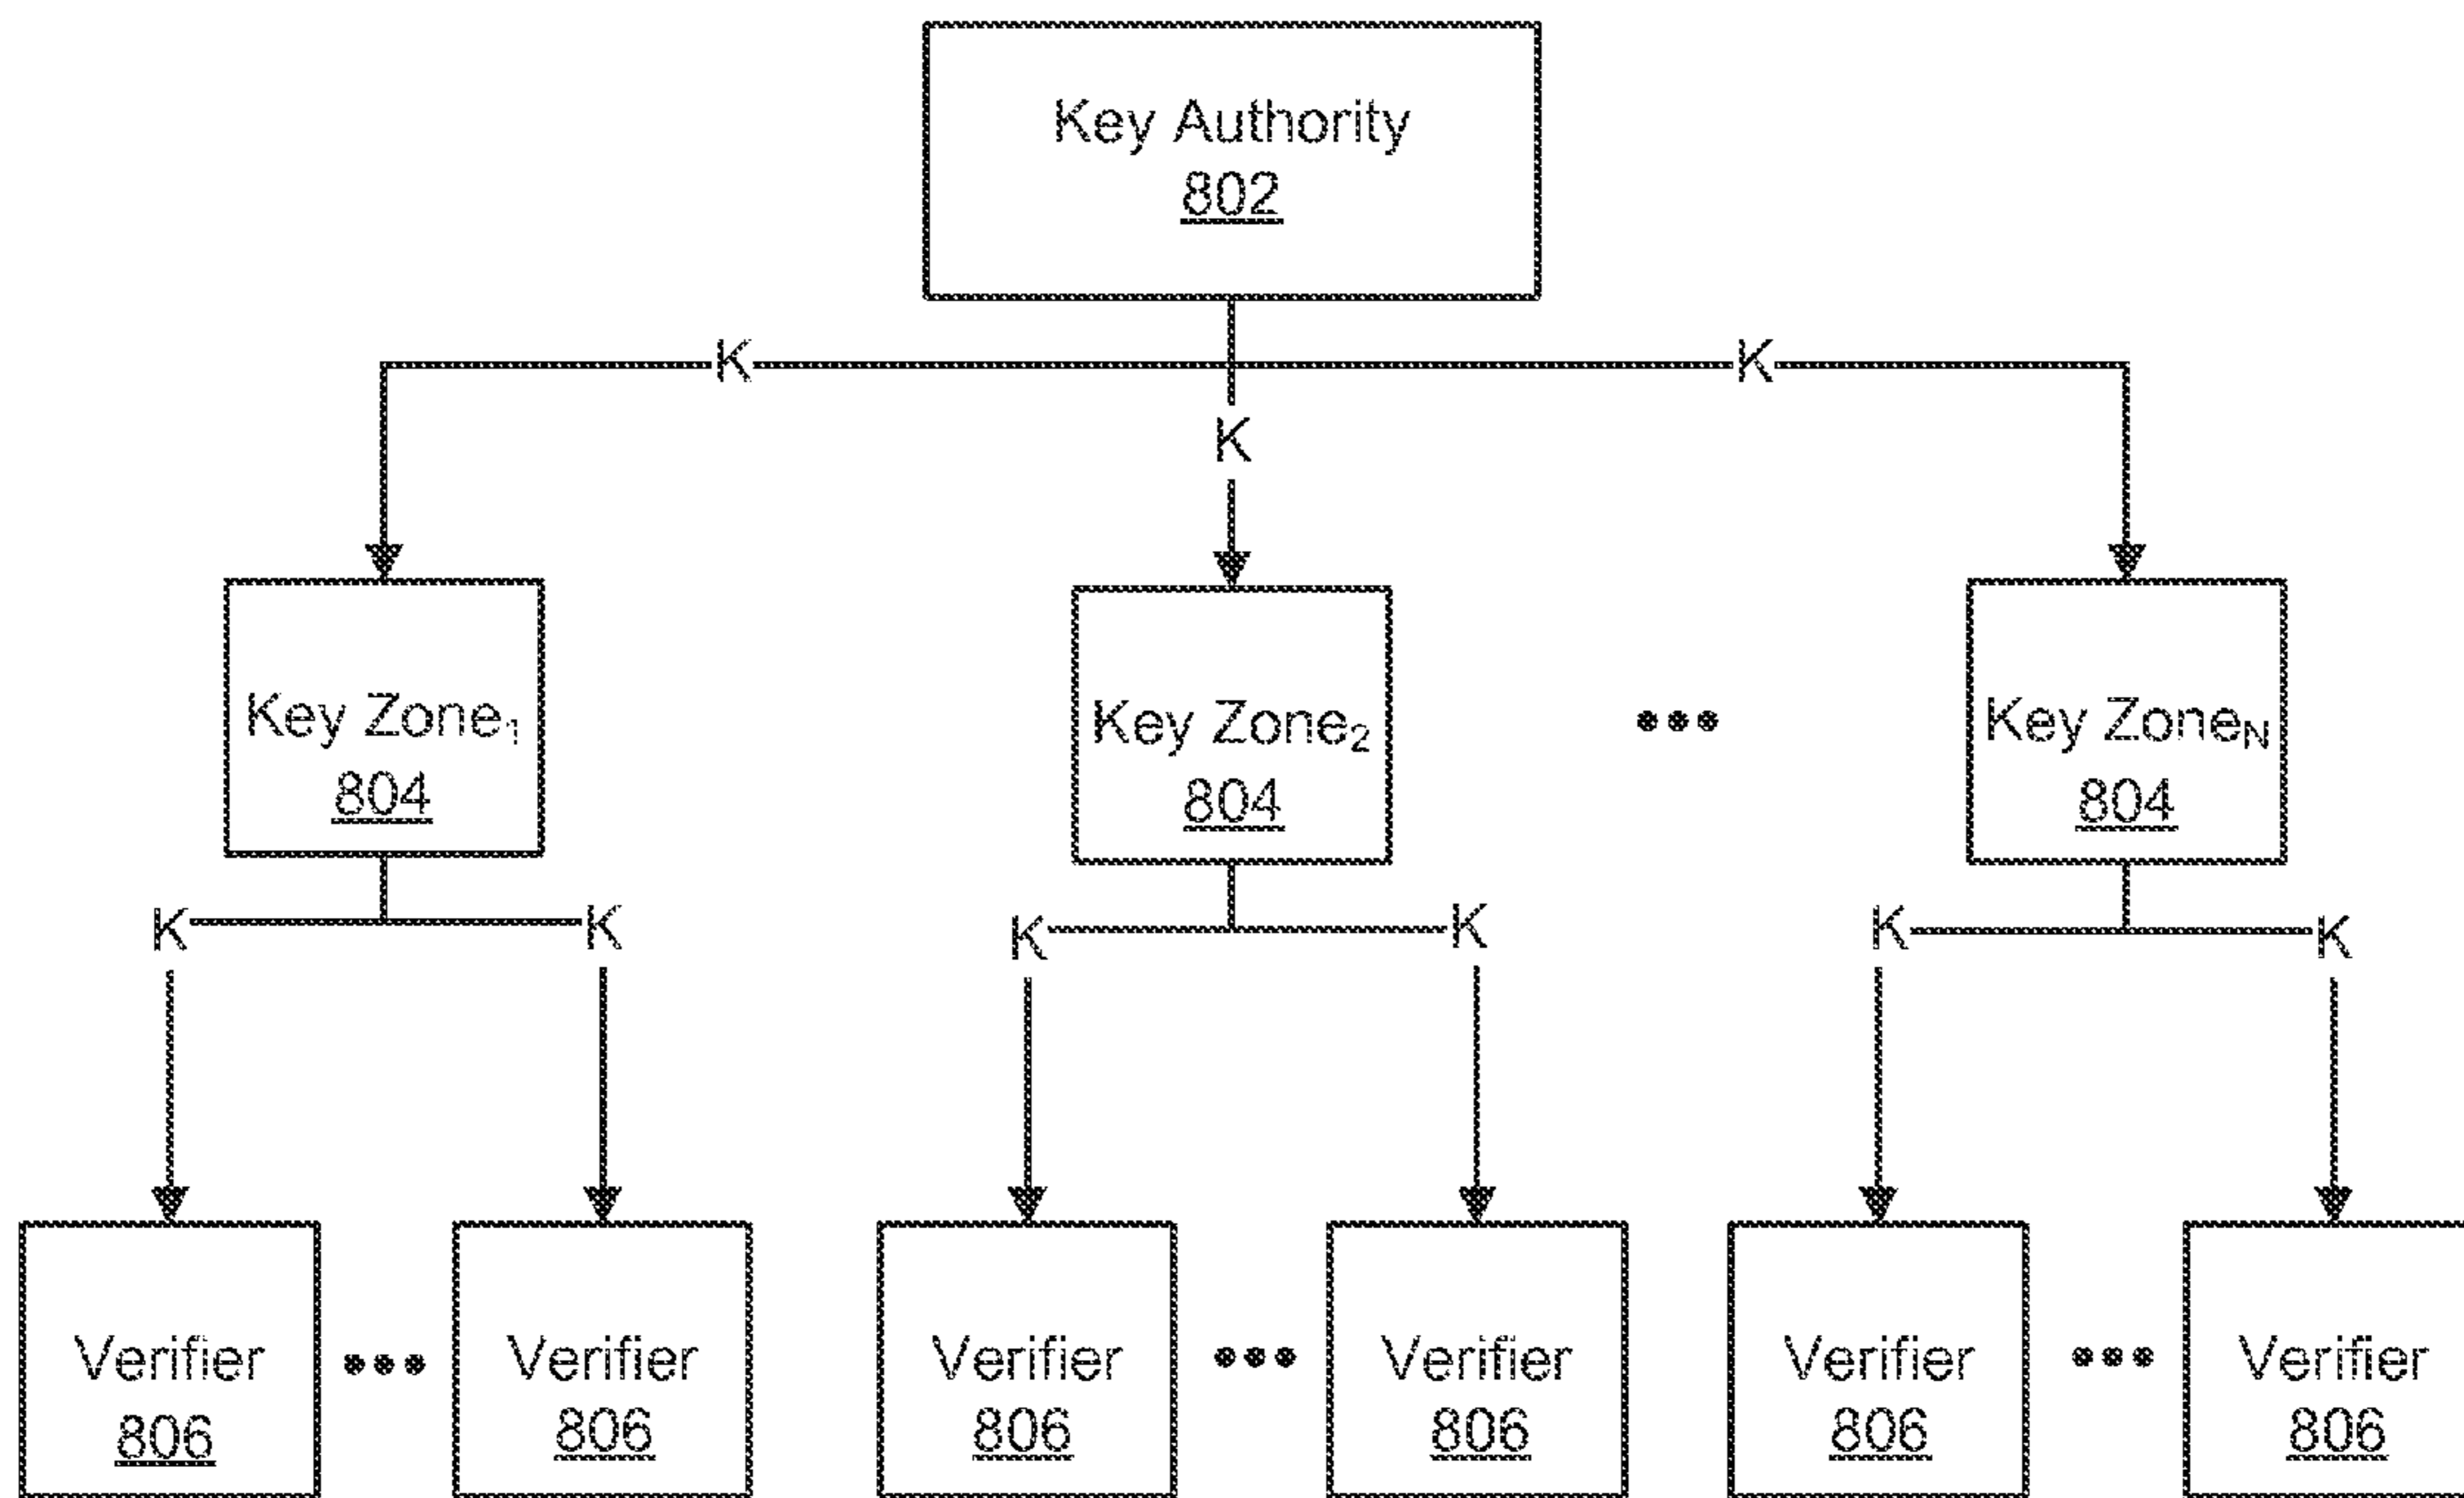 Key Authority
802
K K
K
Key Zone₁ Key Zone₂ ••• Key Zoneₙ
804 804 804
K K K K K K
Verifier ••• Verifier Verifier ••• Verifier Verifier ••• Verifier
806 806 806 806 806 806